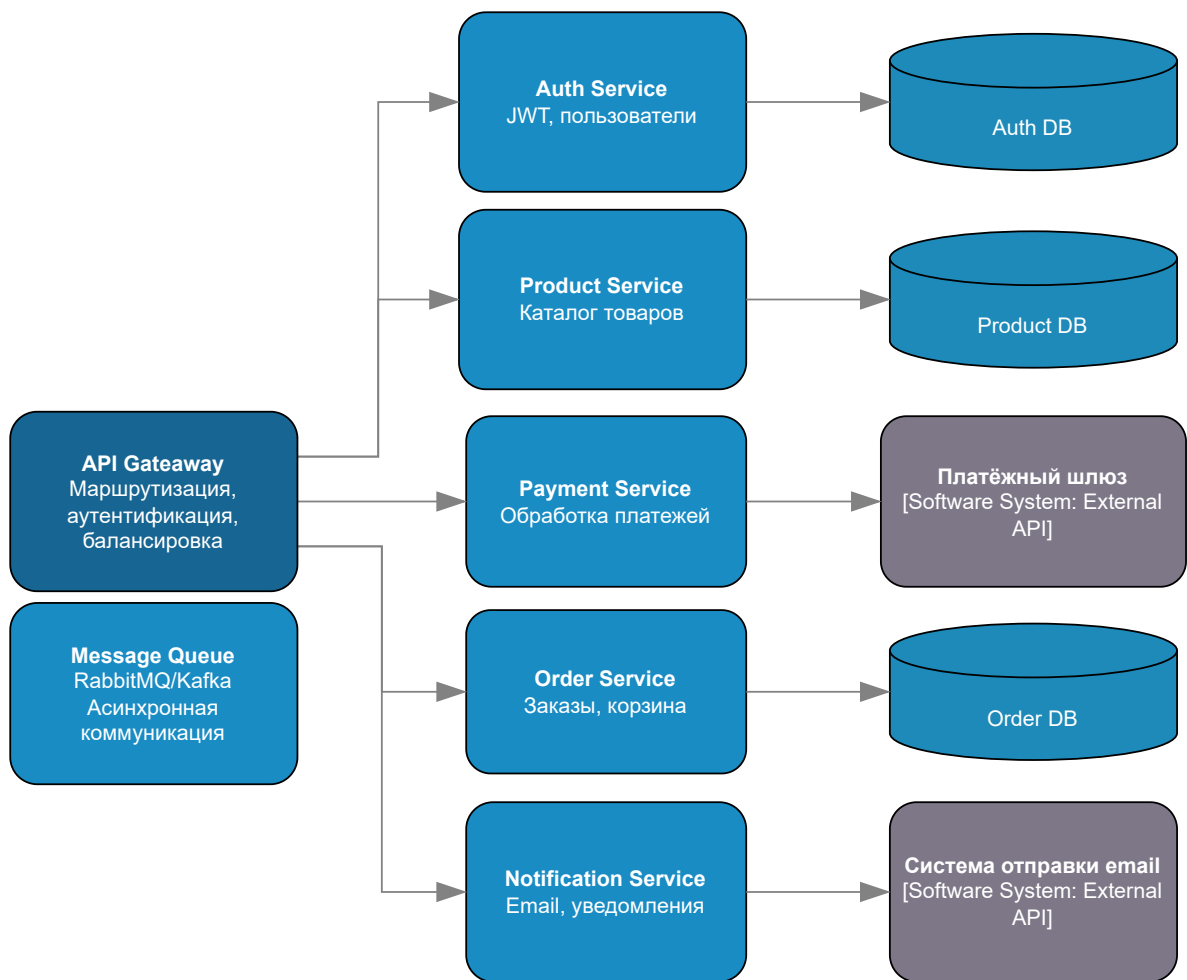 Auth Service
JWT, пользователи
Auth DB
Product Service
Каталог товаров
Product DB
API Gateaway
Маршрутизация,
аутентификация,
балансировка
Payment Service
Обработка платежей
Платёжный шлюз
[Software System: External
API]
Message Queue
RabbitMQ/Kafka
Асинхронная
коммуникация
Order Service
Заказы, корзина
Order DB
Notification Service
Email, уведомления
Система отправки email
[Software System: External
API]